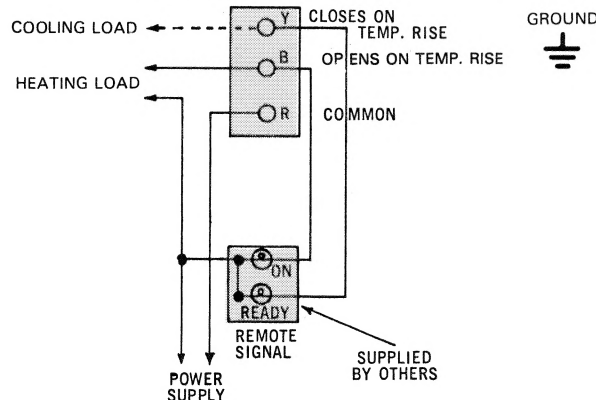 COOLING LOAD
Y
CLOSES ON
TEMP. RISE
GROUND
B
OPENS ON TEMP. RISE
HEATING LOAD
R
COMMON
ON
READY
REMOTE
SIGNAL
SUPPLIED
BY OTHERS
POWER
SUPPLY